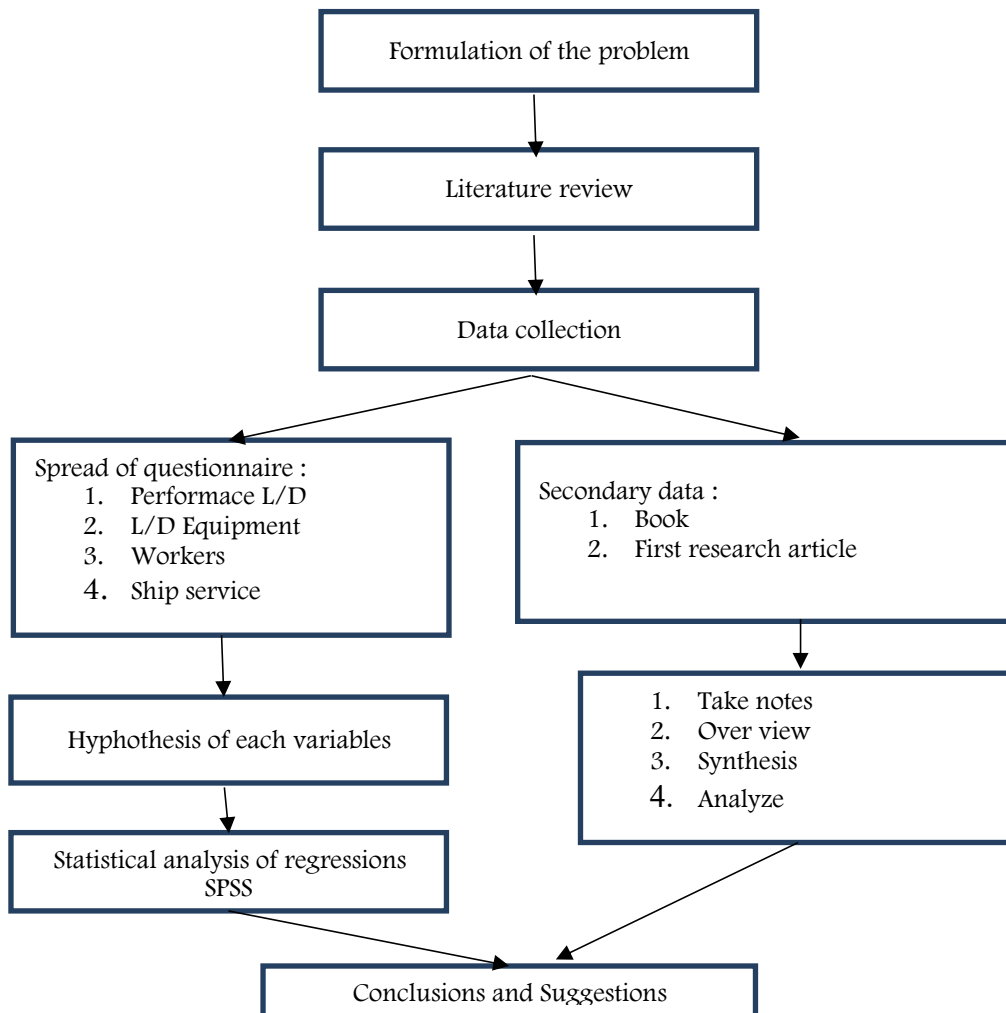 Formulation of the problem
Literature review
Data collection
Spread of questionnaire :
1. Performace L/D
2. L/D Equipment
3. Workers
4. Ship service
Secondary data :
1. Book
2. First research article
Hyphothesis of each variables
1. Take notes
2. Over view
3. Synthesis
4. Analyze
Statistical analysis of regressions
SPSS
Conclusions and Suggestions